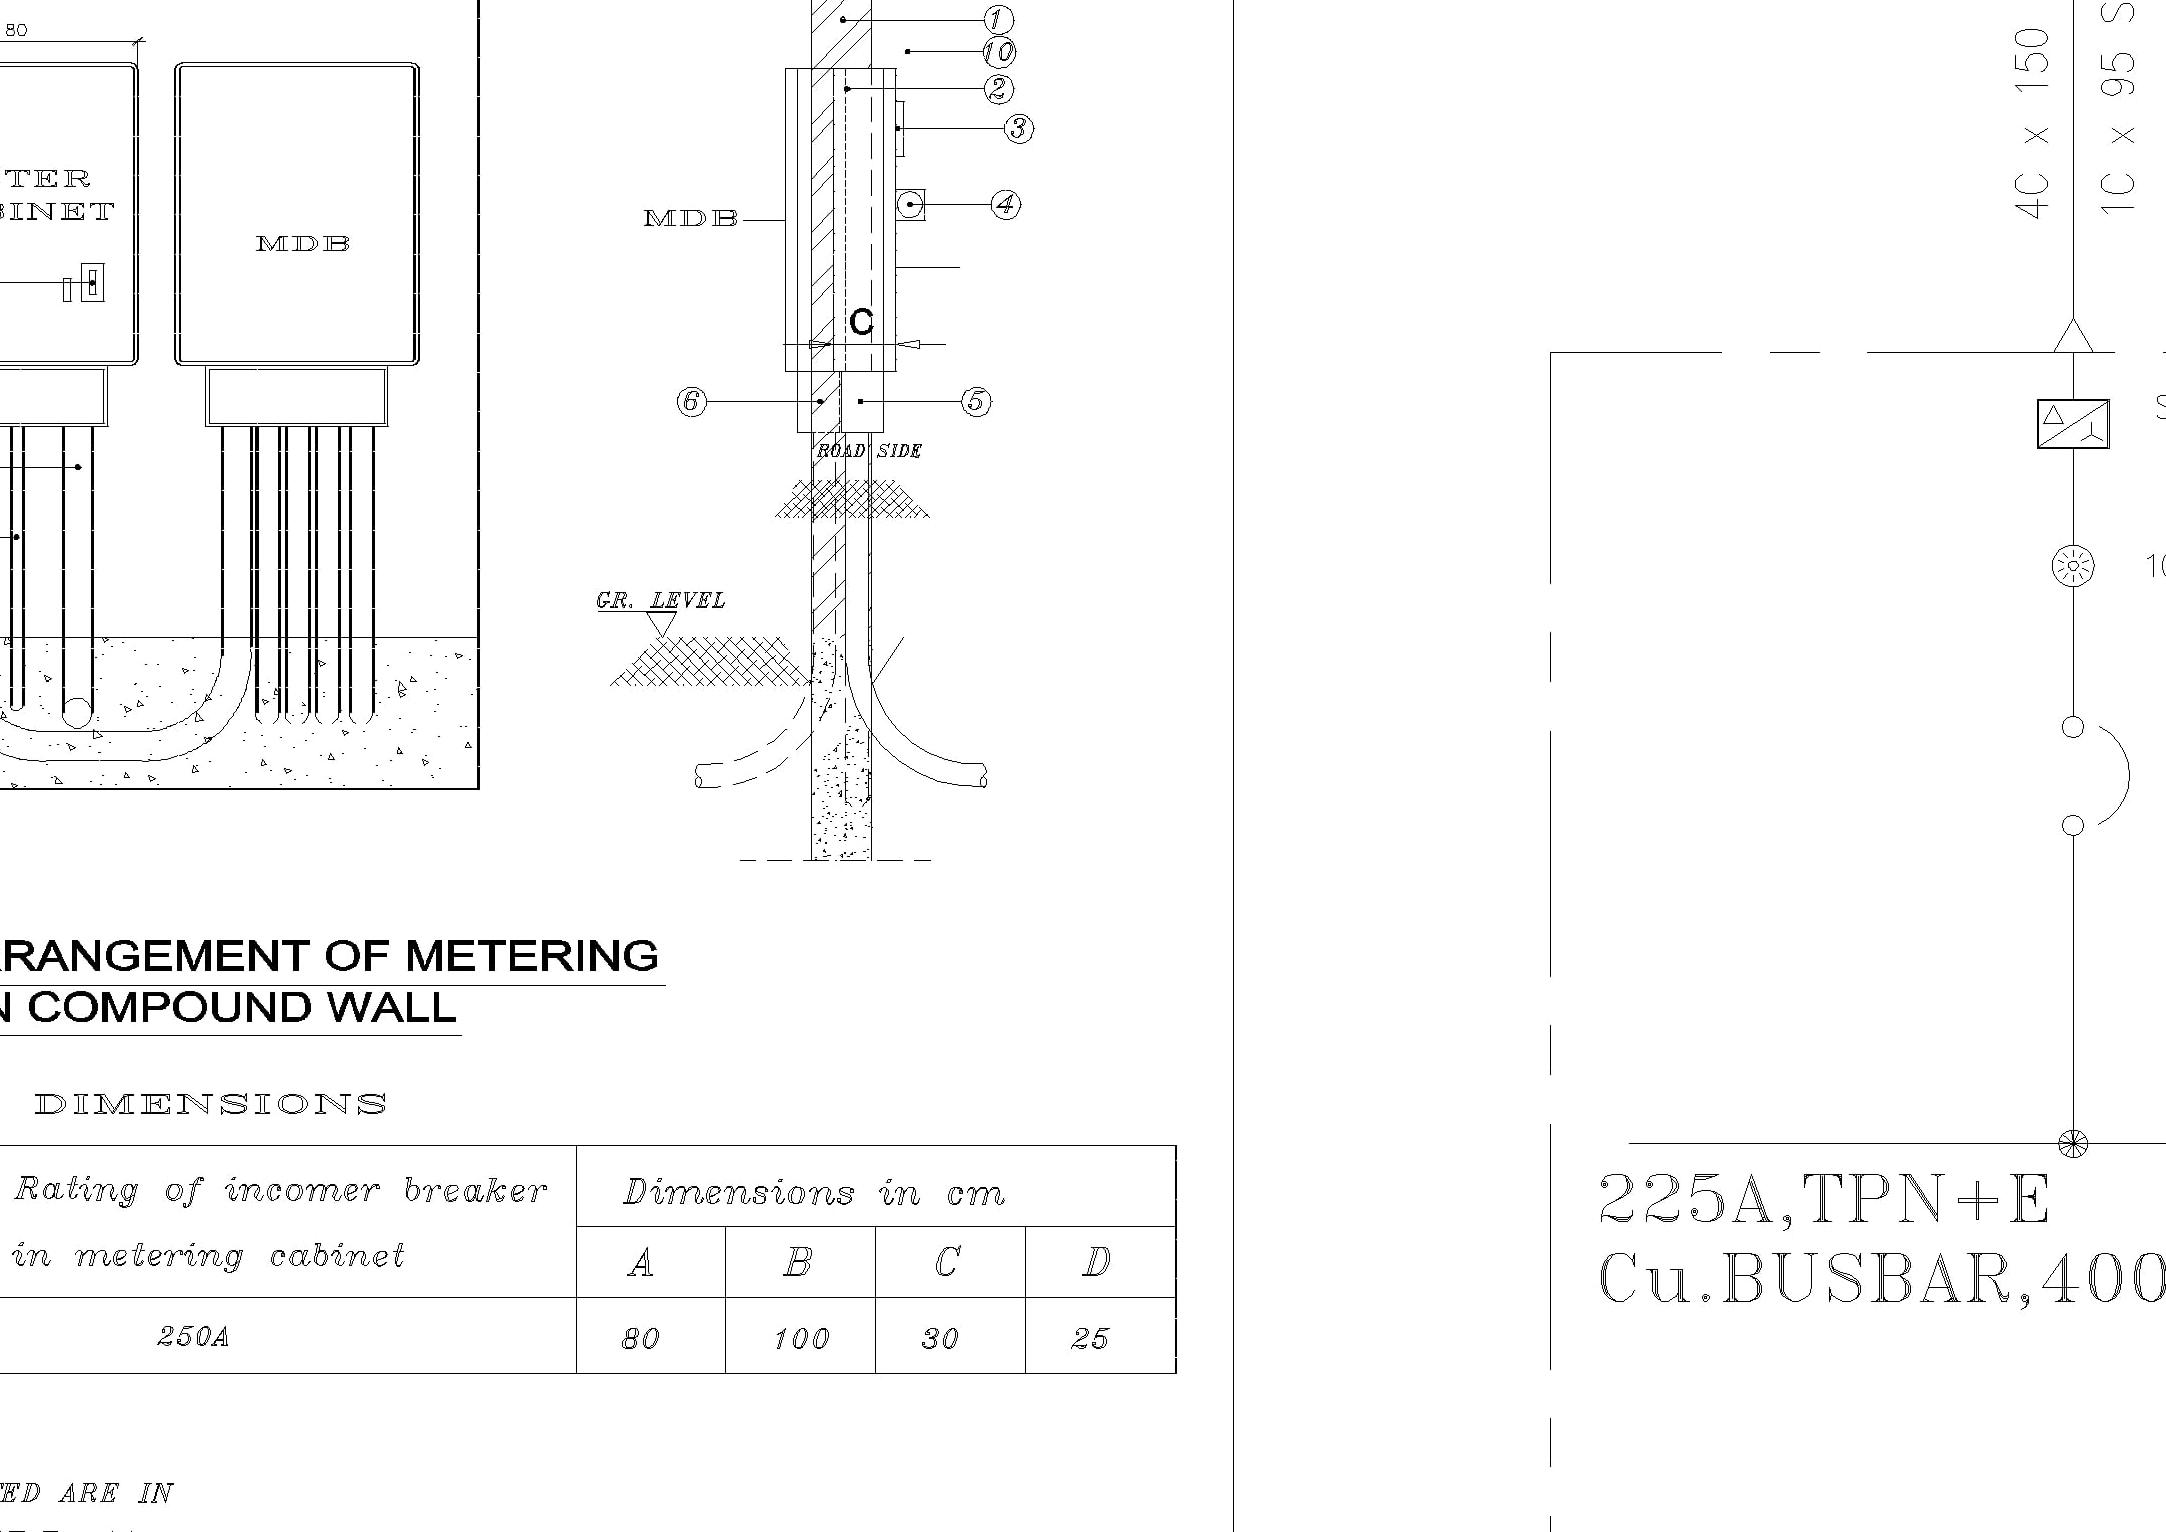 80
TER
BINET
MDB
1
10
2
3
MDB
4
C
6
5
ROAD SIDE
GR. LEVEL
RRANGEMENT OF METERING
N COMPOUND WALL
DIMENSIONS
Rating of incomer breaker
in metering cabinet
Dimensions in cm
A B C D
250A 80 100 30 25
ED ARE IN
4C x 150
1C x 95 S
S
10
225A,TPN+E
Cu.BUSBAR,400